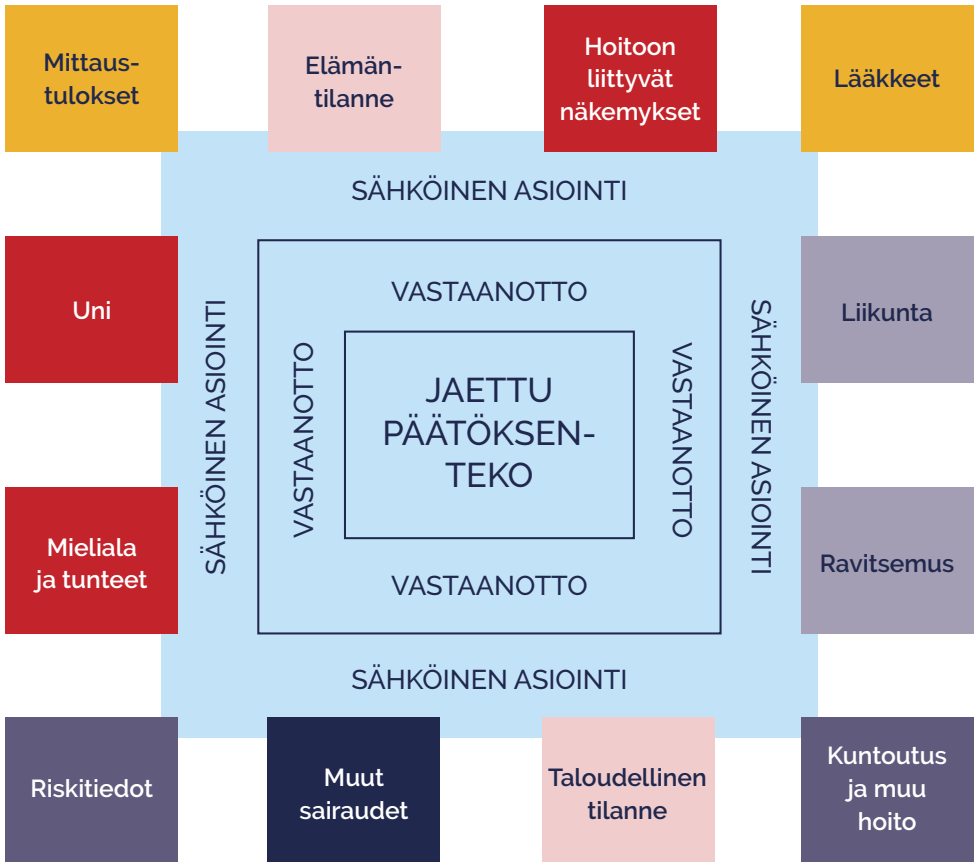 Mittaus-
tulokset
Elämän-
tilanne
Hoitoon
liittyvät
näkemykset
Lääkkeet
SÄHKÖINEN ASIOINTI
Uni
SÄHKÖINEN ASIOINTI
VASTAANOTTO
VASTAANOTTO
JAETTU
PÄÄTÖKSEN-
TEKO
VASTAANOTTO
SÄHKÖINEN ASIOINTI
Liikunta
Mieliala
ja tunteet
VASTAANOTTO
Ravitsemus
SÄHKÖINEN ASIOINTI
Riskitiedot
Muut
sairaudet
Taloudellinen
tilanne
Kuntoutus
ja muu
hoito